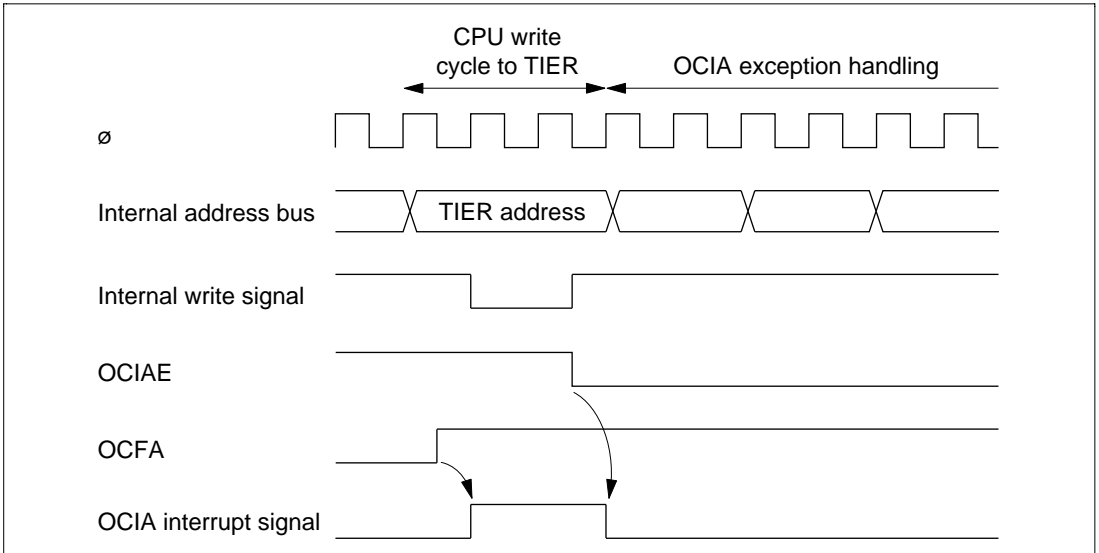 CPU write
cycle to TIER
OCIA exception handling
ø
Internal address bus
TIER address
Internal write signal
OCIAE
OCFA
OCIA interrupt signal